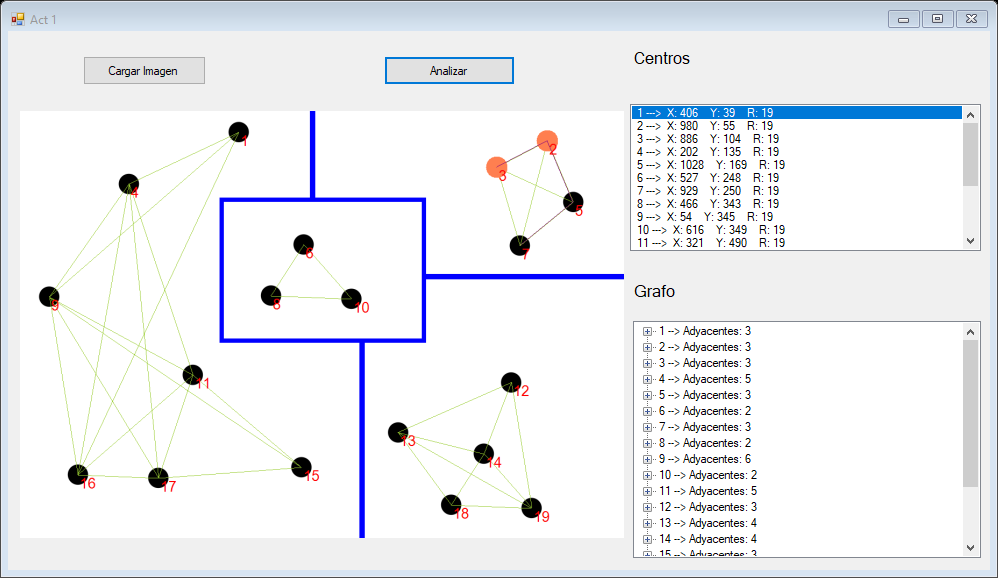 Act 1
Cargar Imagen
Analizar
Centros
1 ---> X: 406 Y: 39 R: 19
2 ---> X: 980 Y: 55 R: 19
3 ---> X: 886 Y: 104 R: 19
4 ---> X: 202 Y: 135 R: 19
5 ---> X: 1028 Y: 169 R: 19
6 ---> X: 527 Y: 248 R: 19
7 ---> X: 929 Y: 250 R: 19
8 ---> X: 466 Y: 343 R: 19
9 ---> X: 54 Y: 345 R: 19
10 ---> X: 616 Y: 349 R: 19
11 ---> X: 321 Y: 490 R: 19
Grafo
1 --> Adyacentes: 3
2 --> Adyacentes: 3
3 --> Adyacentes: 3
4 --> Adyacentes: 5
5 --> Adyacentes: 3
6 --> Adyacentes: 2
7 --> Adyacentes: 3
8 --> Adyacentes: 2
9 --> Adyacentes: 6
10 --> Adyacentes: 2
11 --> Adyacentes: 5
12 --> Adyacentes: 3
13 --> Adyacentes: 4
14 --> Adyacentes: 4
15 --> Adyacentes: 3
1
2
3
4
5
6
7
8
9
10
11
12
13
14
15
16
17
18
19